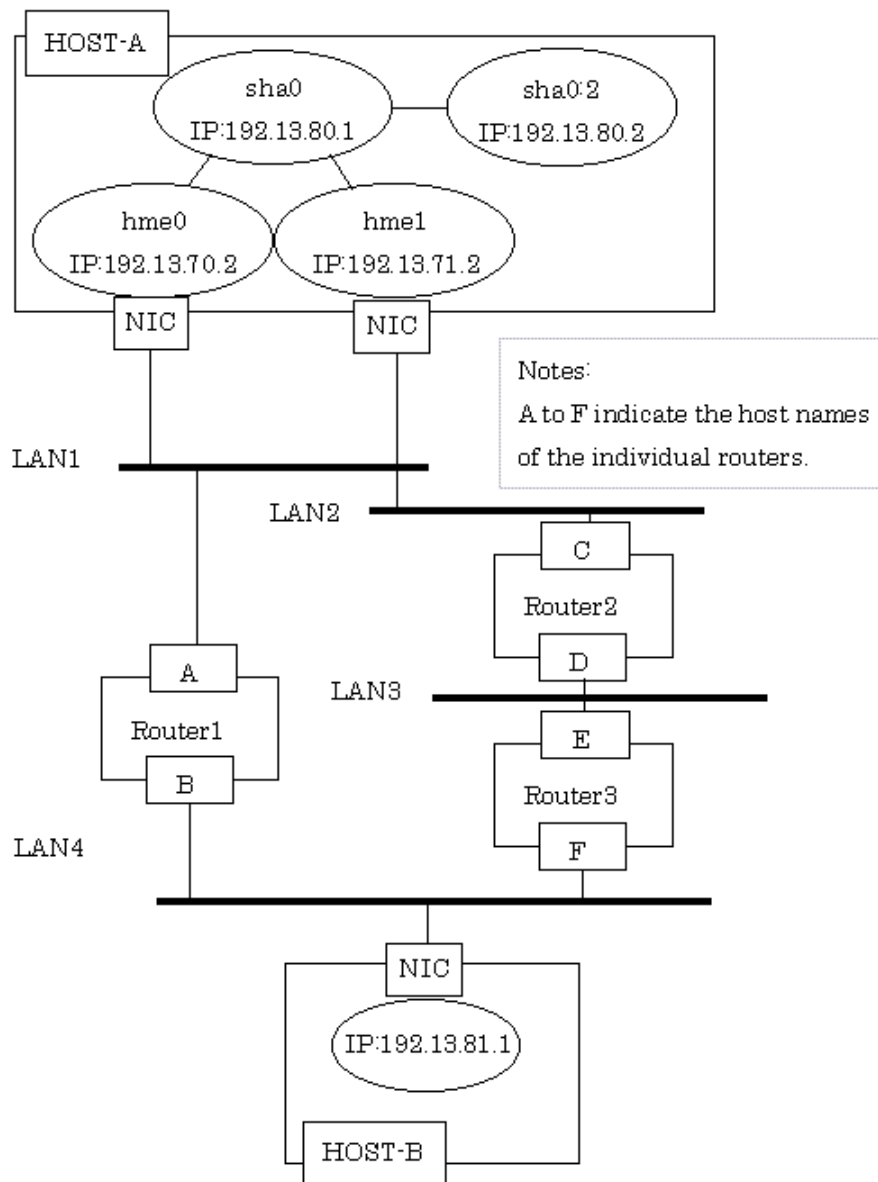 HOST-A
sha0
IP:192.13.80.1
sha0:2
IP:192.13.80.2
hme0
IP:192.13.70.2
hme1
IP:192.13.71.2
NIC
NIC
Notes:
A to F indicate the host names
of the individual routers.
LAN1
LAN2
C
Router2
D
A
Router1
B
LAN3
E
Router3
F
LAN4
NIC
IP:192.13.81.1
HOST-B